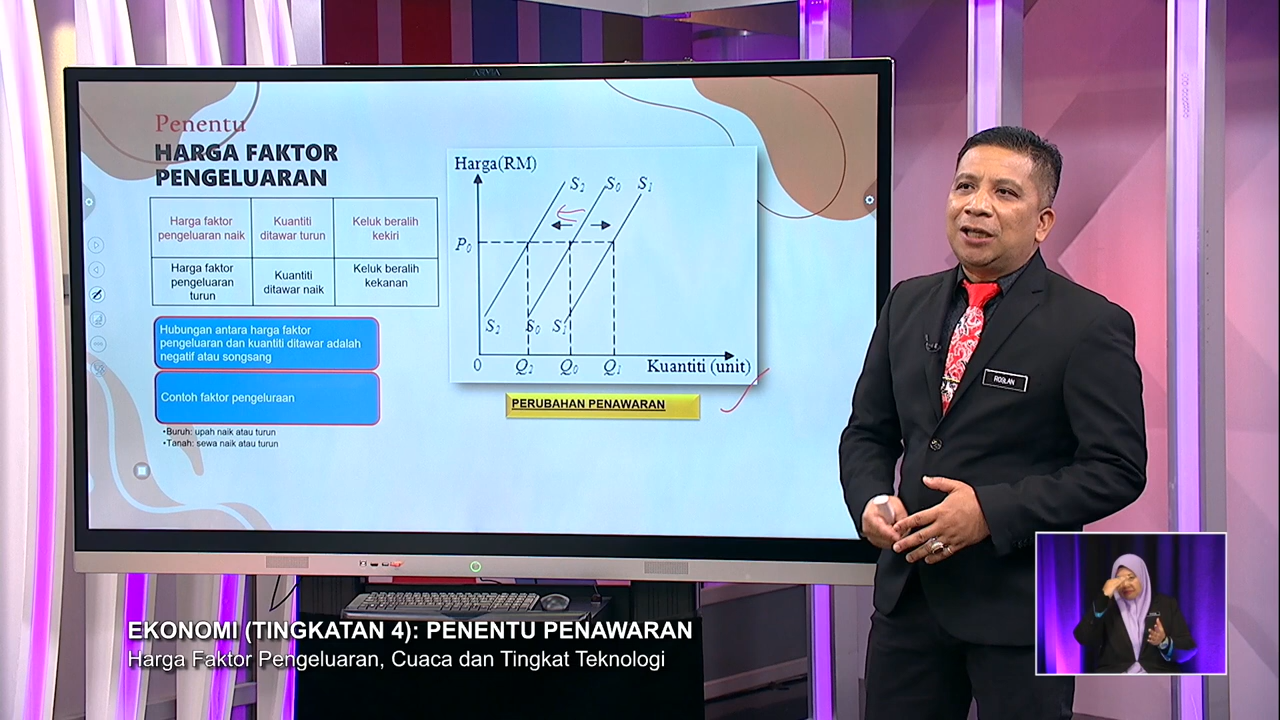 ARVIA
Penentu
HARGA FAKTOR
PENGELUARAN
Harga faktor
pengeluaran naik
Kuantiti
ditawar turun
Keluk beralih
kekiri
Harga faktor
pengeluaran
turun
Kuantiti
ditawar naik
Keluk beralih
kekanan
Hubungan antara harga faktor
pengeluaran dan kuantiti ditawar adalah
negatif atau songsang
Contoh faktor pengeluraan
•Buruh: upah naik atau turun
•Tanah: sewa naik atau turun
Harga(RM)
S₂ S₀ S₁
P₀
S₂ S₀ S₁
0 Q₂ Q₀ Q₁ Kuantiti (unit)
PERUBAHAN PENAWARAN
ROSLAN
EKONOMI (TINGKATAN 4): PENENTU PENAWARAN
Harga Faktor Pengeluaran, Cuaca dan Tingkat Teknologi